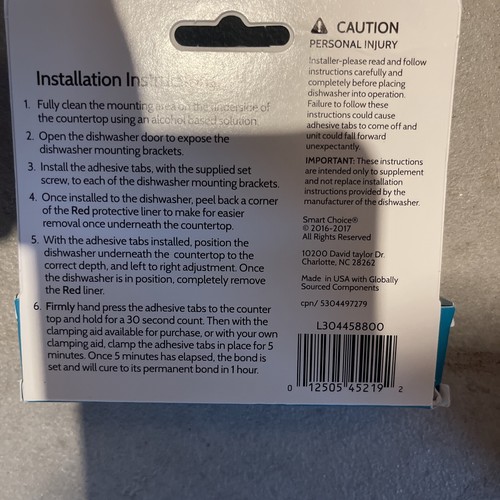 Installation Instructions
1. Fully clean the mounting area on the underside of
the countertop using an alcohol based solution.
2. Open the dishwasher door to expose the
dishwasher mounting brackets.
3. Install the adhesive tabs, with the supplied set
screw, to each of the dishwasher mounting brackets.
4. Once installed to the dishwasher, peel back a corner
of the Red protective liner to make for easier
removal once underneath the countertop.
5. With the adhesive tabs installed, position the
dishwasher underneath the countertop to the
correct depth, and left to right adjustment. Once
the dishwasher is in position, completely remove
the Red liner.
6. Firmly hand press the adhesive tabs to the counter
top and hold for a 30 second count. Then with the
clamping aid available for purchase, or with your own
clamping aid, clamp the adhesive tabs in place for 5
minutes. Once 5 minutes has elapsed, the bond is
set and will cure to its permanent bond in 1 hour.
CAUTION
PERSONAL INJURY
Installer-please read and follow
instructions carefully and
completely before placing
dishwasher into operation.
Failure to follow these
instructions could cause
adhesive tabs to come off and
unit could fall forward
unexpectantly.
IMPORTANT: These instructions
are intended only to supplement
and not replace installation
instructions provided by the
manufacturer of the dishwasher.
Smart Choice®
© 2016-2017
All Rights Reserved
10200 David taylor Dr.
Charlotte, NC 28262
Made in USA with Globally
Sourced Components
cpn/ 5304497279
L304458800
0 12505 45219 2